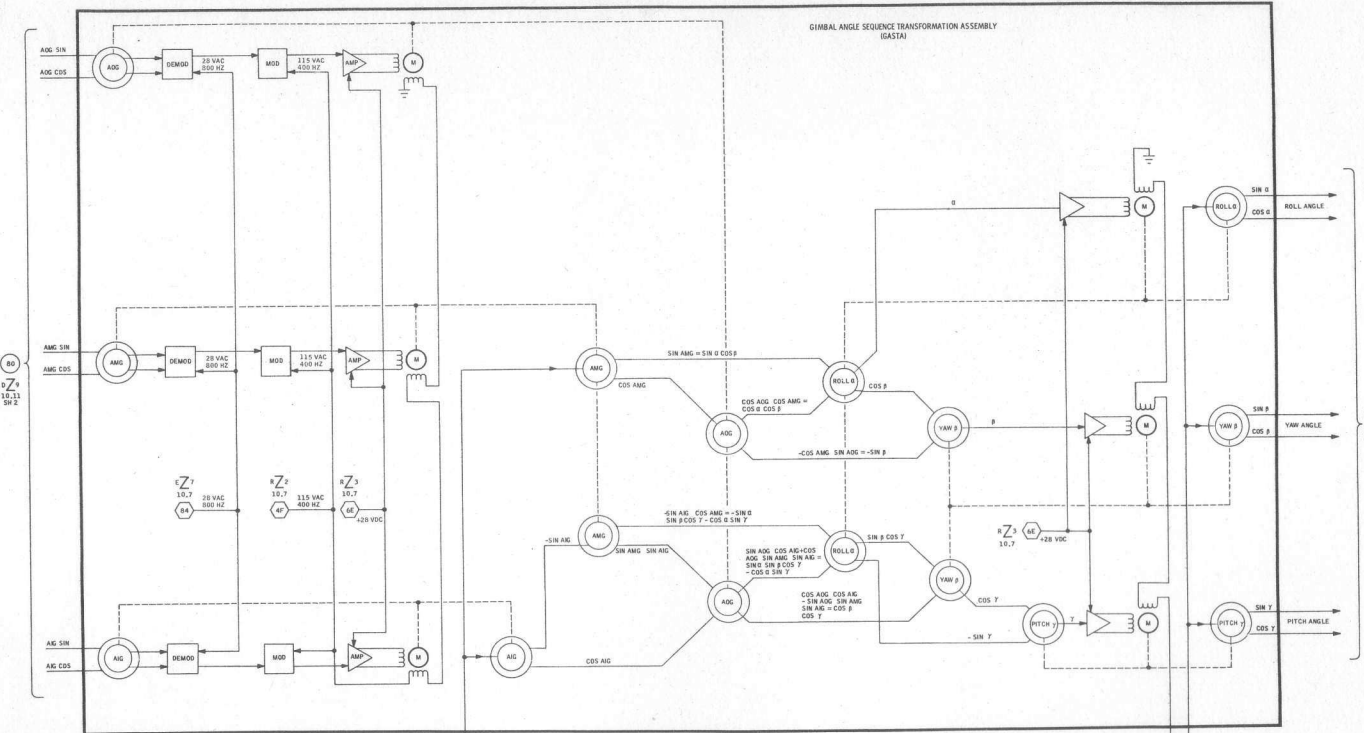 GIMBAL ANGLE SEQUENCE TRANSFORMATION ASSEMBLY
(GASTA)
AOG SIN
AOG COS
AOG
DEMOD
28 VAC
800 HZ
MOD
115 VAC
400 HZ
AMP
M
SIN α
COS α
ROLL ANGLE
ROLL α
M
α
AMG SIN
AMG COS
AMG
DEMOD
28 VAC
800 HZ
MOD
115 VAC
400 HZ
AMP
M
80
DZ9
10.11
SH 2
AMG
SIN AMG = SIN α COS β
COS AMG
ROLL α
COS β
COS AOG COS AMG =
COS α COS β
AOG
-COS AMG SIN AOG = -SIN β
YAW β
β
M
YAW β
SIN β
COS β
YAW ANGLE
EZ7
10.7
84
28 VAC
800 HZ
RZ2
10.7
4F
115 VAC
400 HZ
RZ3
10.7
6E
+28 VDC
-SIN AIG COS AMG = -SIN α
SIN β COS γ - COS α SIN γ
AMG
-SIN AIG
SIN AMG SIN AIG
SIN AOG COS AIG+COS
AOG SIN AMG SIN AIG =
SIN α SIN β COS γ
- COS α SIN γ
ROLL α
SIN β COS γ
YAW β
RZ3
10.7
6E
+28 VDC
AOG
COS AOG COS AIG
- SIN AOG SIN AMG
SIN AIG = COS β
COS γ
COS γ
- SIN γ
PITCH γ
γ
M
PITCH γ
SIN γ
COS γ
PITCH ANGLE
AIG SIN
AIG COS
AIG
DEMOD
MOD
AMP
M
AIG
COS AIG